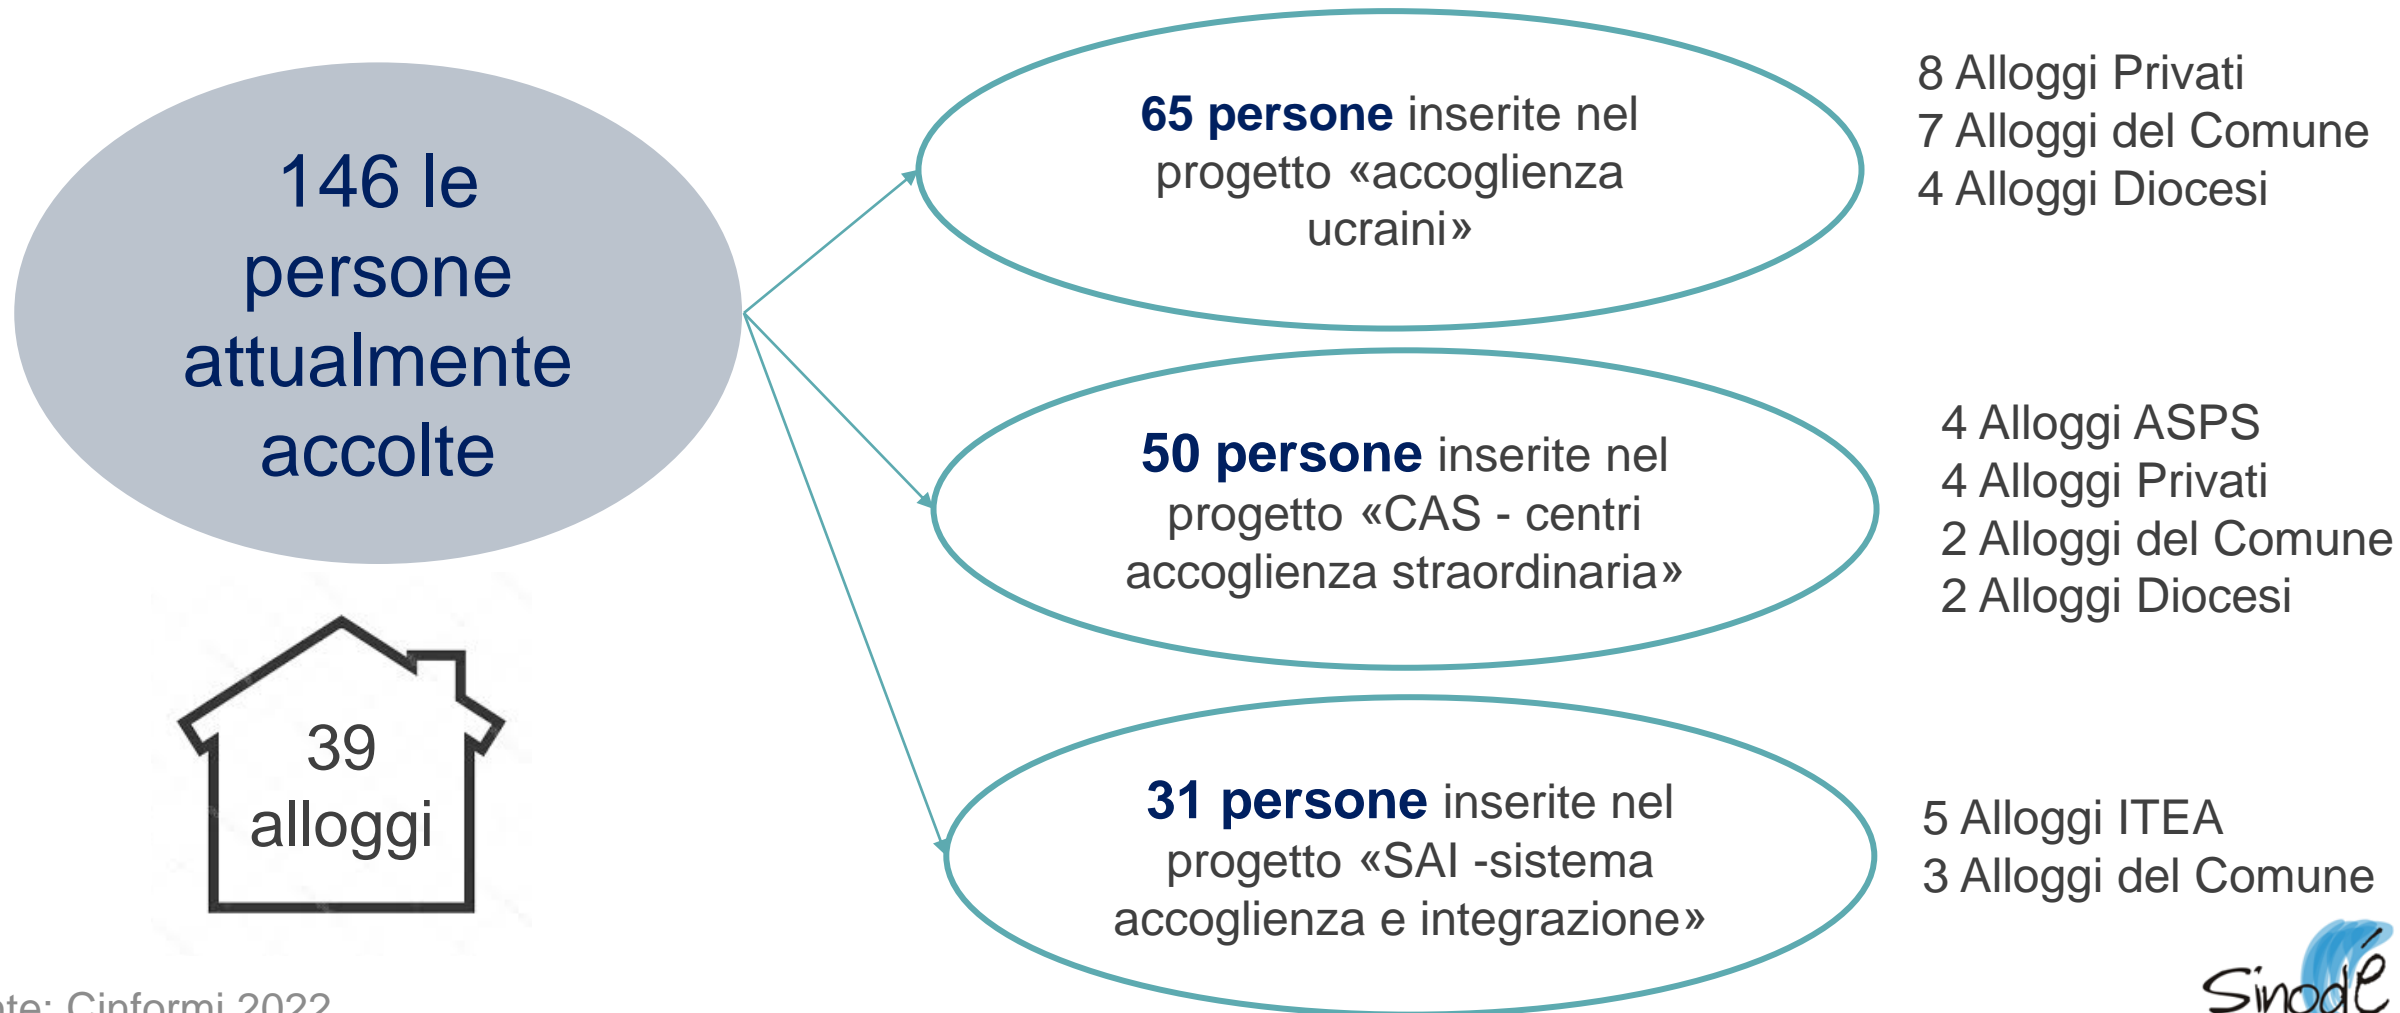 146 le
persone
attualmente
accolte
39
alloggi
65 persone inserite nel
progetto «accoglienza
ucraini»
8 Alloggi Privati
7 Alloggi del Comune
4 Alloggi Diocesi
50 persone inserite nel
progetto «CAS - centri
accoglienza straordinaria»
4 Alloggi ASPS
4 Alloggi Privati
2 Alloggi del Comune
2 Alloggi Diocesi
31 persone inserite nel
progetto «SAI -sistema
accoglienza e integrazione»
5 Alloggi ITEA
3 Alloggi del Comune
Cinformi 2022
Sinodé